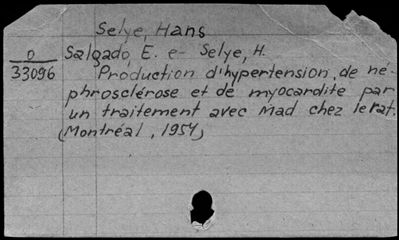 Selye, Hans
0 Salgado, E. e Selye, H.
33096 Production d'hypertension, de né-
phrosclérose et de myocardite par
un traitement avec Mad chez le rat.
(Montréal, 1954)